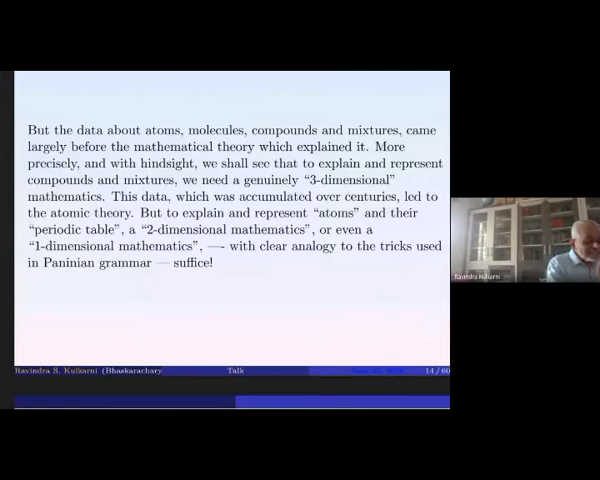 But the data about atoms, molecules, compounds and mixtures, came
largely before the mathematical theory which explained it. More
precisely, and with hindsight, we shall see that to explain and represent
compounds and mixtures, we need a genuinely “3-dimensional”
mathematics. This data, which was accumulated over centuries, led to
the atomic theory. But to explain and represent “atoms” and their
“periodic table”, a “2-dimensional mathematics”, or even a
“1-dimensional mathematics”, —- with clear analogy to the tricks used
in Paninian grammar — suffice!
Ravindra Kulkarni
Ravindra S. Kulkarni (Bhaskarachary Talk 14 / 60